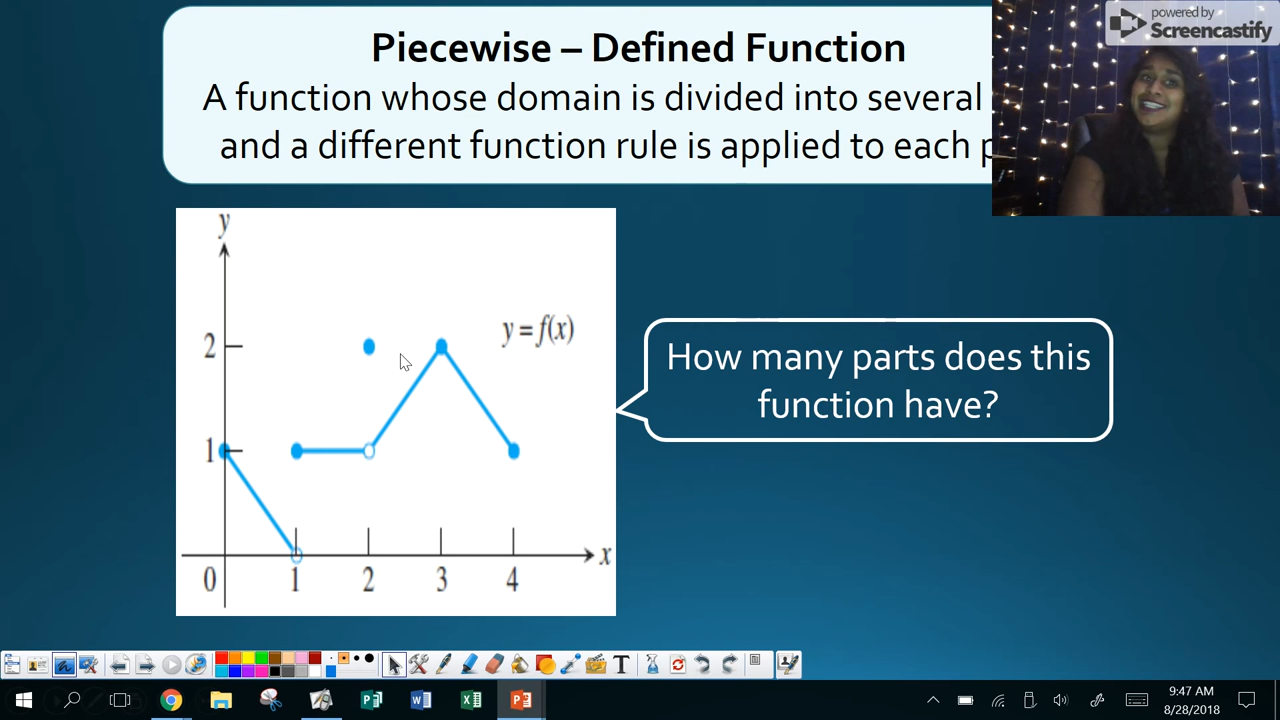 Piecewise – Defined Function
A function whose domain is divided into several
and a different function rule is applied to each
powered by
Screencastify
y
2
1
0
1
2
3
4
x
y = f(x)
How many parts does this
function have?
T
9:47 AM
8/28/2018